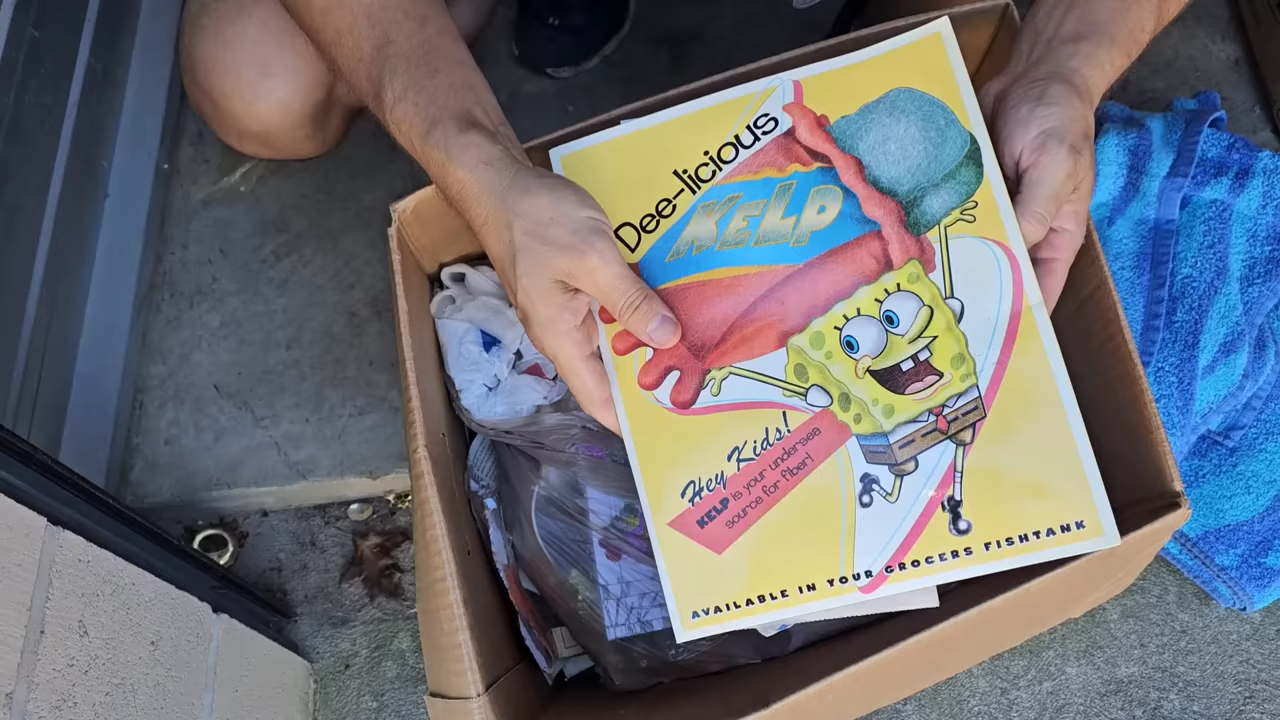 Dee-licious
KELP
Hey Kids!
KELP is your undersea
source for fiber!
AVAILABLE IN YOUR GROCERS FISHTANK